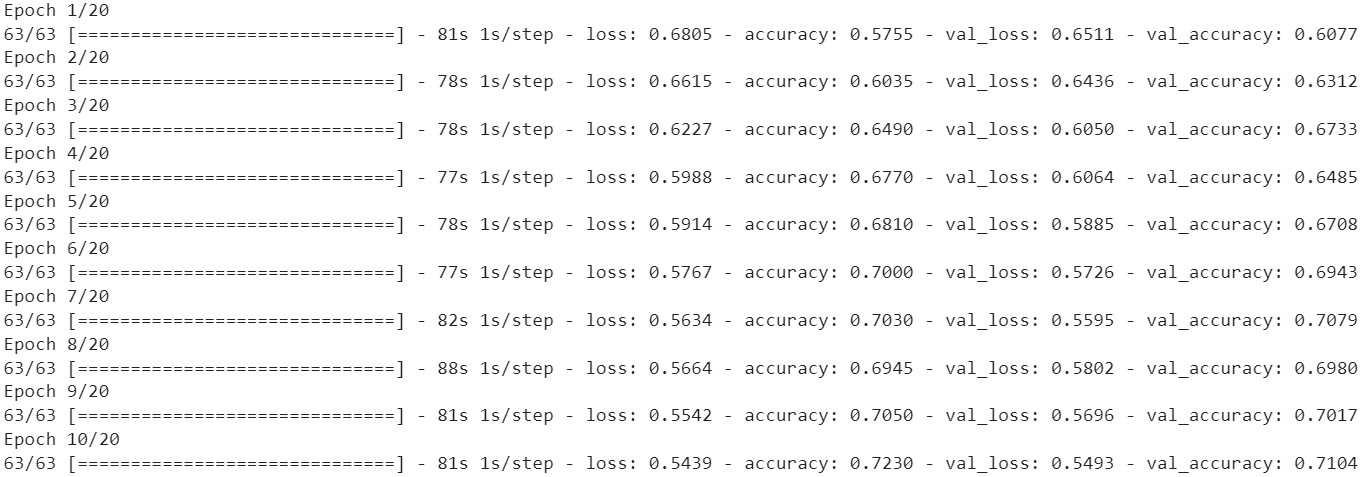 Epoch 1/20
63/63 [==============================] - 81s 1s/step - loss: 0.6805 - accuracy: 0.5755 - val_loss: 0.6511 - val_accuracy: 0.6077
Epoch 2/20
63/63 [==============================] - 78s 1s/step - loss: 0.6615 - accuracy: 0.6035 - val_loss: 0.6436 - val_accuracy: 0.6312
Epoch 3/20
63/63 [==============================] - 78s 1s/step - loss: 0.6227 - accuracy: 0.6490 - val_loss: 0.6050 - val_accuracy: 0.6733
Epoch 4/20
63/63 [==============================] - 77s 1s/step - loss: 0.5988 - accuracy: 0.6770 - val_loss: 0.6064 - val_accuracy: 0.6485
Epoch 5/20
63/63 [==============================] - 78s 1s/step - loss: 0.5914 - accuracy: 0.6810 - val_loss: 0.5885 - val_accuracy: 0.6708
Epoch 6/20
63/63 [==============================] - 77s 1s/step - loss: 0.5767 - accuracy: 0.7000 - val_loss: 0.5726 - val_accuracy: 0.6943
Epoch 7/20
63/63 [==============================] - 82s 1s/step - loss: 0.5634 - accuracy: 0.7030 - val_loss: 0.5595 - val_accuracy: 0.7079
Epoch 8/20
63/63 [==============================] - 88s 1s/step - loss: 0.5664 - accuracy: 0.6945 - val_loss: 0.5802 - val_accuracy: 0.6980
Epoch 9/20
63/63 [==============================] - 81s 1s/step - loss: 0.5542 - accuracy: 0.7050 - val_loss: 0.5696 - val_accuracy: 0.7017
Epoch 10/20
63/63 [==============================] - 81s 1s/step - loss: 0.5439 - accuracy: 0.7230 - val_loss: 0.5493 - val_accuracy: 0.7104